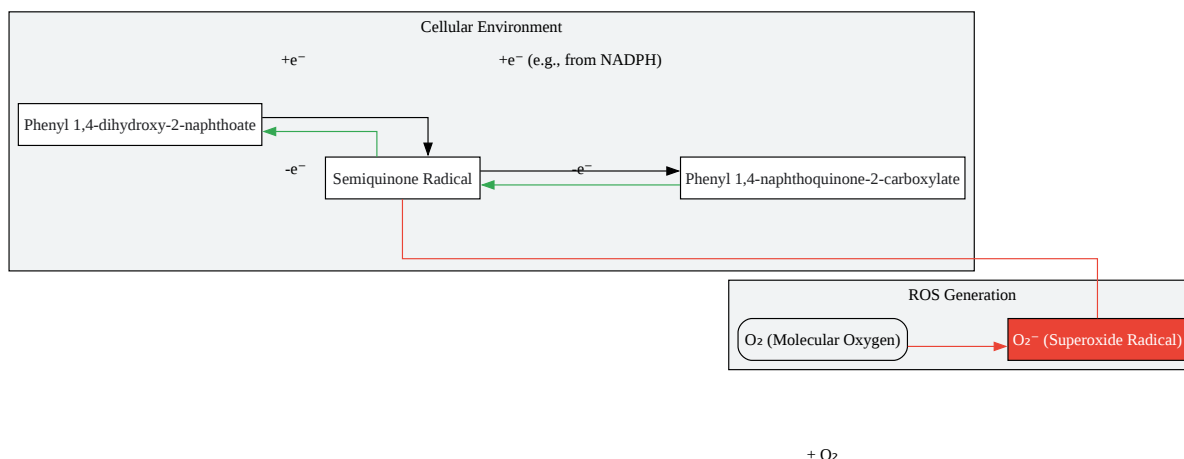 Cellular Environment
+e⁻
+e⁻ (e.g., from NADPH)
Phenyl 1,4-dihydroxy-2-naphthoate
-e⁻
Semiquinone Radical
-e⁻
Phenyl 1,4-naphthoquinone-2-carboxylate
ROS Generation
O₂ (Molecular Oxygen)
O₂⁻ (Superoxide Radical)
+ O₂